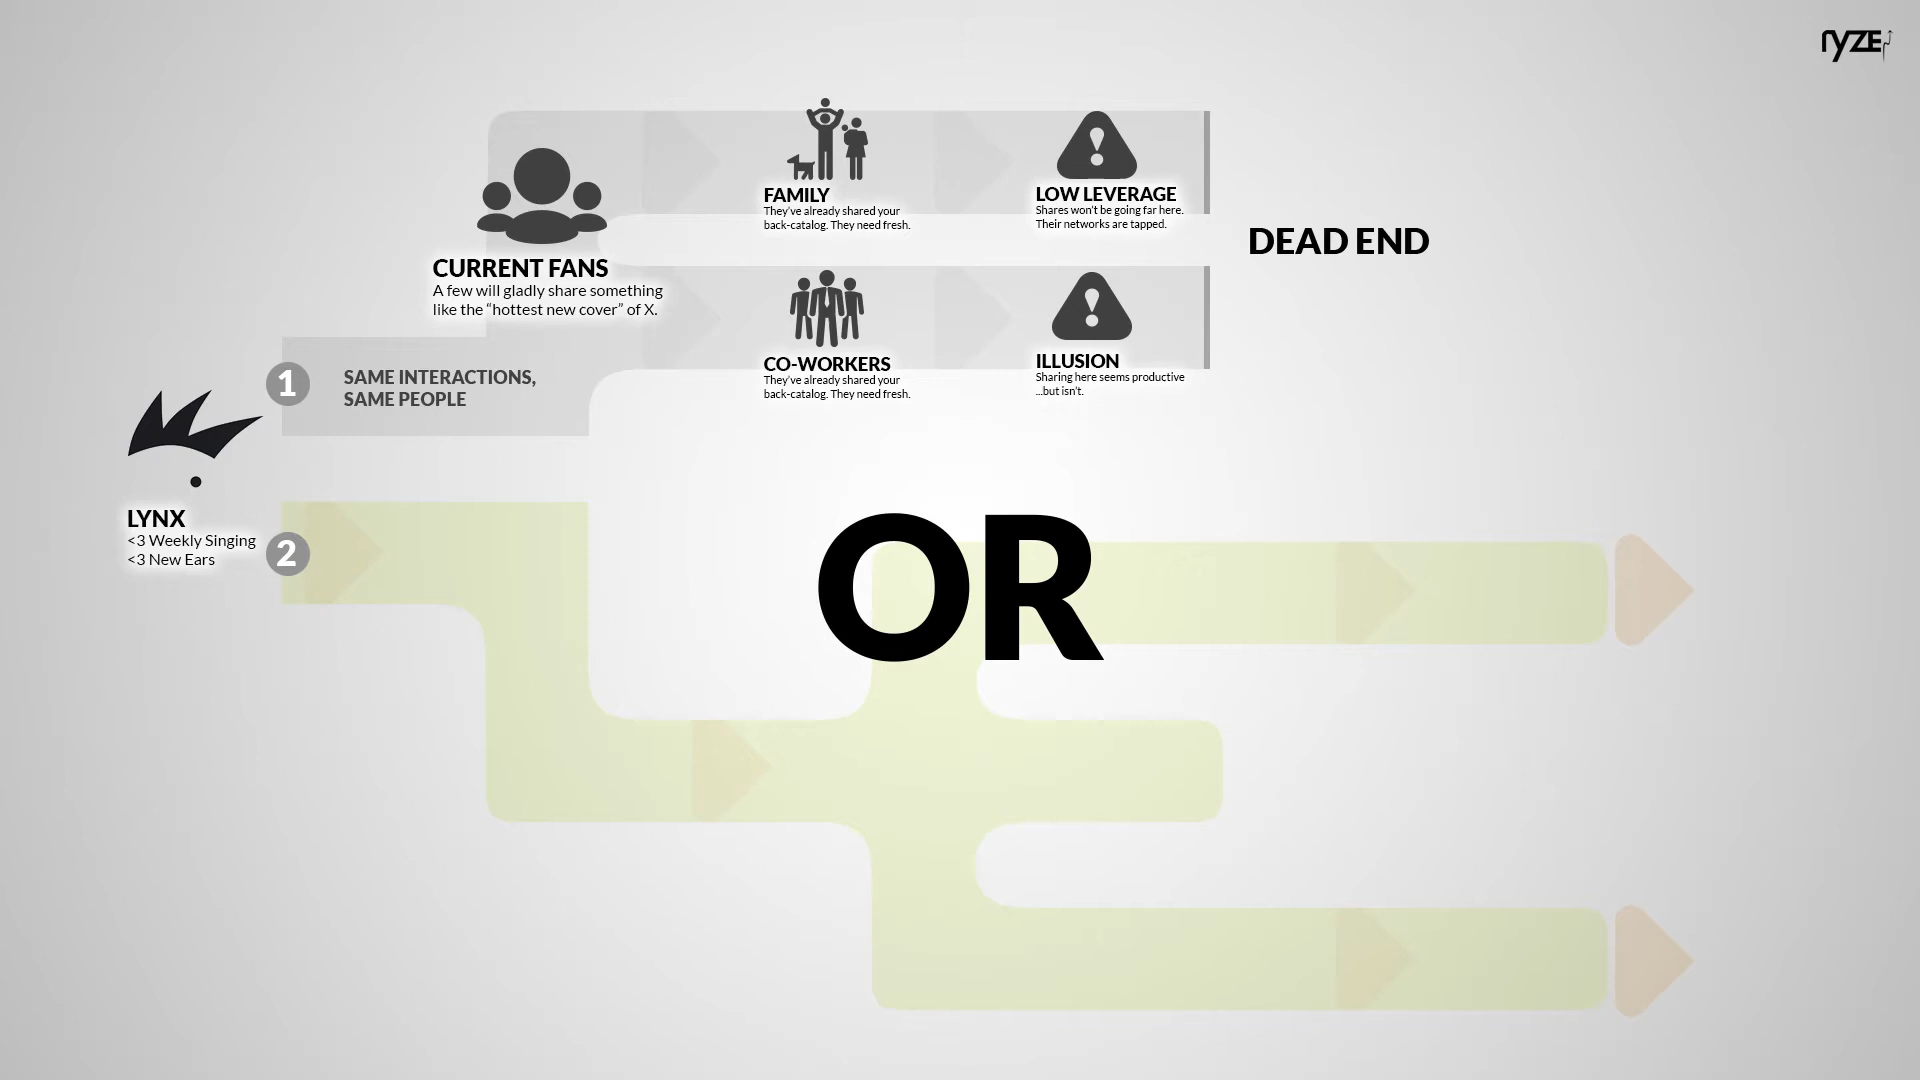 ryze
FAMILY
They've already shared your
back-catalog. They need fresh.
LOW LEVERAGE
Shares won't be going far here.
Their networks are tapped.
DEAD END
CURRENT FANS
A few will gladly share something
like the “hottest new cover” of X.
CO-WORKERS
They've already shared your
back-catalog. They need fresh.
ILLUSION
Sharing here seems productive
...but isn't.
1
SAME INTERACTIONS,
SAME PEOPLE
LYNX
<3 Weekly Singing
<3 New Ears
2
OR